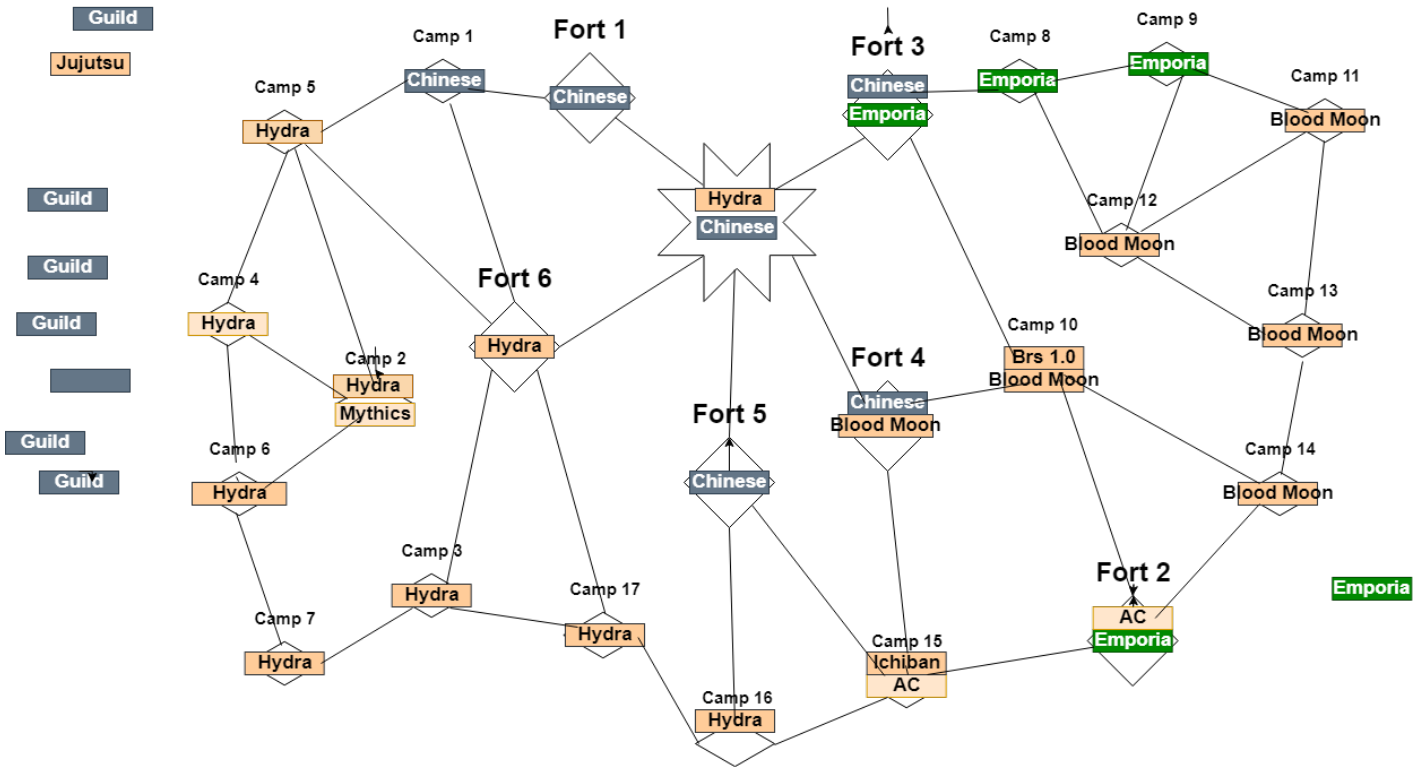 Guild
Jujutsu
Guild
Guild
Guild
Guild
Guild
Camp 1
Chinese
Fort 1
Chinese
Camp 5
Hydra
Fort 3
Chinese
Emporia
Camp 8
Emporia
Camp 9
Emporia
Camp 11
Blood Moon
Hydra
Chinese
Camp 12
Blood Moon
Camp 4
Hydra
Fort 6
Hydra
Camp 2
Hydra
Mythics
Camp 13
Blood Moon
Camp 10
Brs 1.0
Blood Moon
Fort 4
Chinese
Blood Moon
Fort 5
Chinese
Camp 6
Hydra
Camp 14
Blood Moon
Camp 3
Hydra
Camp 17
Hydra
Camp 7
Hydra
Fort 2
AC
Emporia
Emporia
Camp 15
Ichiban
AC
Camp 16
Hydra